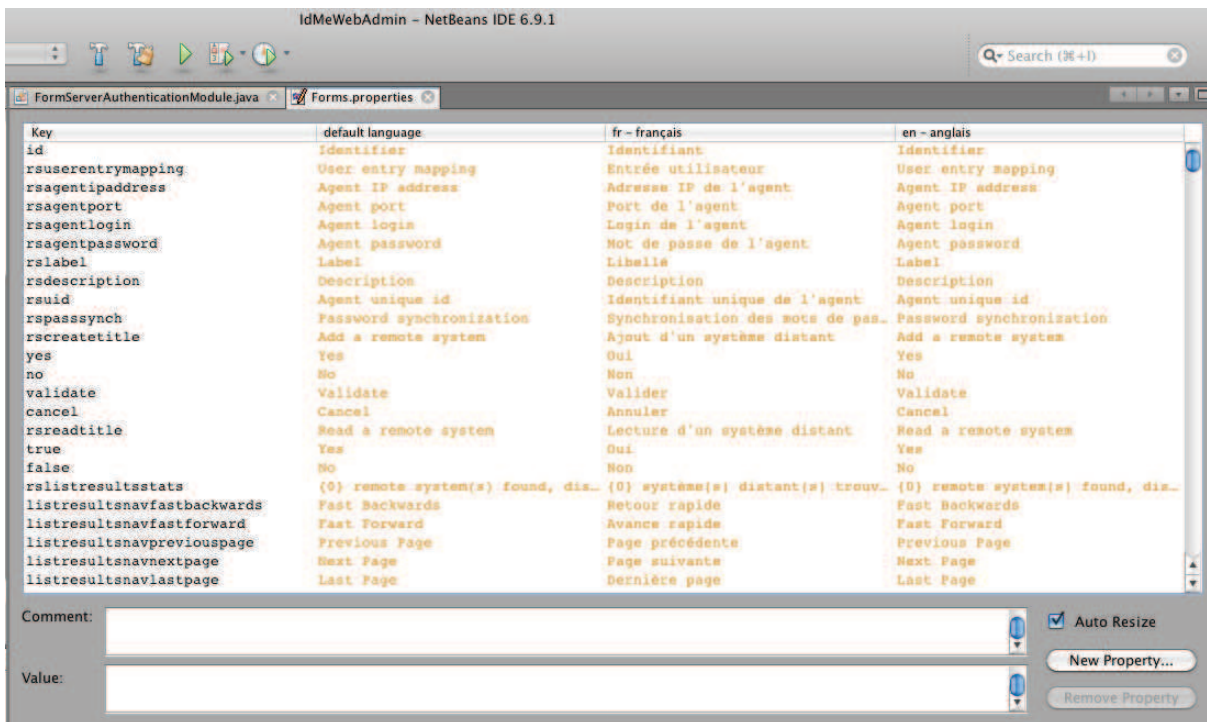 IdMeWebAdmin – NetBeans IDE 6.9.1
Search (⌘+I)
FormServerAuthenticationModule.java Forms.properties
Key default language fr – français en – anglais
id Identifier Identifiant Identifier
rsuserentrymapping User entry mapping Entrée utilisateur User entry mapping
rsagentipaddress Agent IP address Adresse IP de l'agent Agent IP address
rsagentport Agent port Port de l'agent Agent port
rsagentlogin Agent login Login de l'agent Agent login
rsagentpassword Agent password Mot de passe de l'agent Agent password
rslabel Label Libellé Label
rsdescription Description Description Description
rsuid Agent unique id Identifiant unique de l'agent Agent unique id
rspasssynch Password synchronization Synchronisation des mots de pas… Password synchronization
rscreatetitle Add a remote system Ajout d'un système distant Add a remote system
yes Yes Oui Yes
no No Non No
validate Validate Valider Validate
cancel Cancel Annuler Cancel
rsreadtitle Read a remote system Lecture d'un système distant Read a remote system
true Yes Oui Yes
false No Non No
rslistresultsstats {0} remote system(s) found, dis… {0} système(s) distant(s) trouv… {0} remote system(s) found, dis…
listresultsnavfastbackwards Fast Backwards Retour rapide Fast Backwards
listresultsnavfastforward Fast Forward Avance rapide Fast Forward
listresultsnavpreviouspage Previous Page Page précédente Previous Page
listresultsnavnextpage Next Page Page suivante Next Page
listresultsnavlastpage Last Page Dernière page Last Page
Comment:
Auto Resize
New Property...
Value:
Remove Property